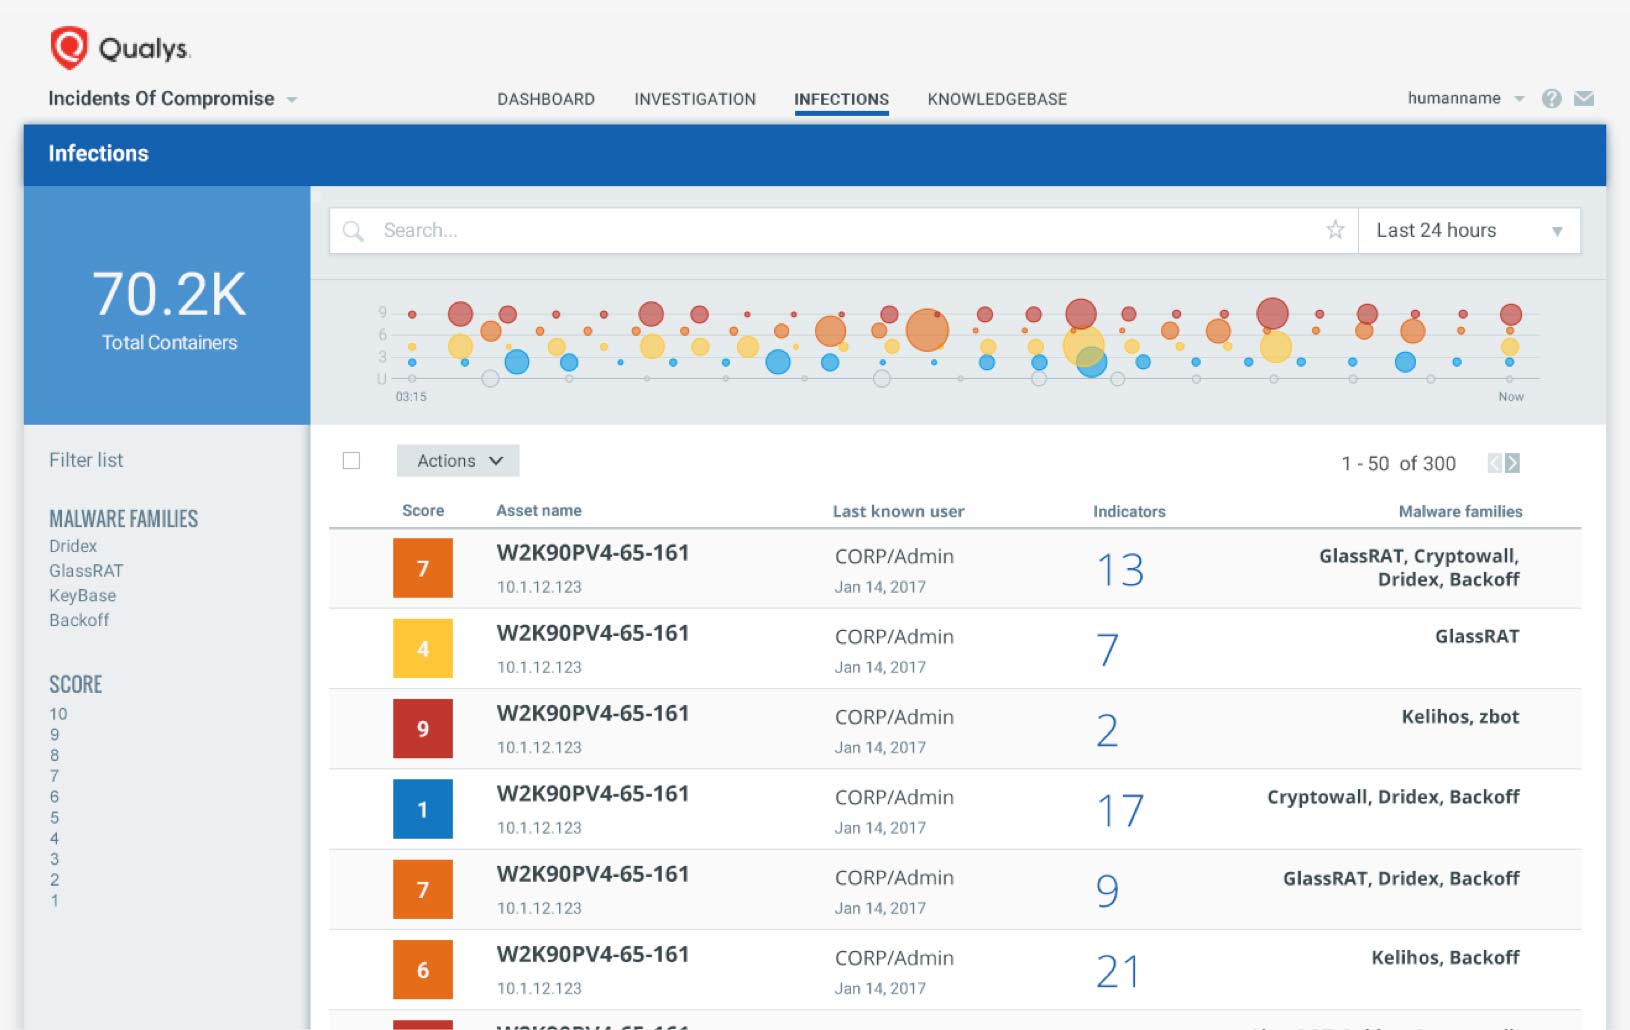 Qualys.
Incidents Of Compromise
DASHBOARD INVESTIGATION INFECTIONS KNOWLEDGEBASE
humanname ?
Infections
70.2K
Total Containers
Search...
Last 24 hours
9
6
3
U
03:15 Now
Filter list
MALWARE FAMILIES
Dridex
GlassRAT
KeyBase
Backoff
SCORE
10
9
8
7
6
5
4
3
2
1
Actions
1 - 50 of 300
Score Asset name Last known user Indicators Malware families
7 W2K90PV4-65-161 CORP/Admin 13 GlassRAT, Cryptowall,
10.1.12.123 Jan 14, 2017 Dridex, Backoff
4 W2K90PV4-65-161 CORP/Admin 7 GlassRAT
10.1.12.123 Jan 14, 2017
9 W2K90PV4-65-161 CORP/Admin 2 Kelihos, zbot
10.1.12.123 Jan 14, 2017
1 W2K90PV4-65-161 CORP/Admin 17 Cryptowall, Dridex, Backoff
10.1.12.123 Jan 14, 2017
7 W2K90PV4-65-161 CORP/Admin 9 GlassRAT, Dridex, Backoff
10.1.12.123 Jan 14, 2017
6 W2K90PV4-65-161 CORP/Admin 21 Kelihos, Backoff
10.1.12.123 Jan 14, 2017